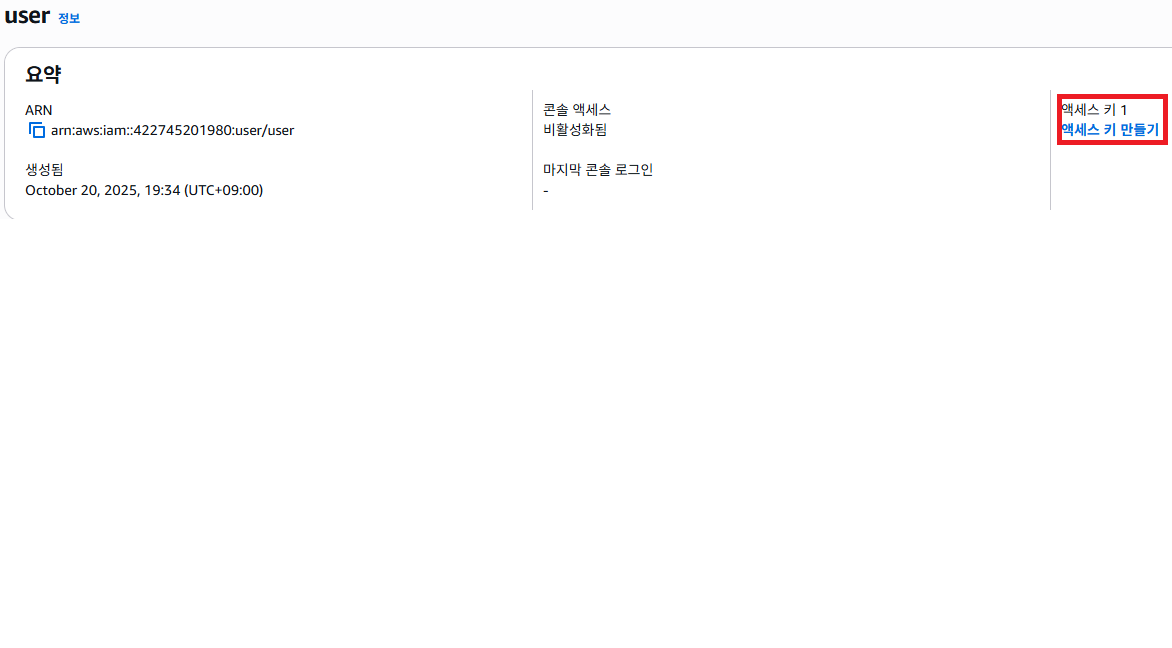 user 정보
요약
ARN
arn:aws:iam::422745201980:user/user
생성됨
October 20, 2025, 19:34 (UTC+09:00)
콘솔 액세스
비활성화됨
마지막 콘솔 로그인
-
액세스 키 1
액세스 키 만들기